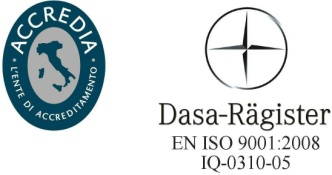 ACCREDIA
L'ENTE DI ACCREDITAMENTO
Dasa-Rägister
EN ISO 9001:2008
IQ-0310-05